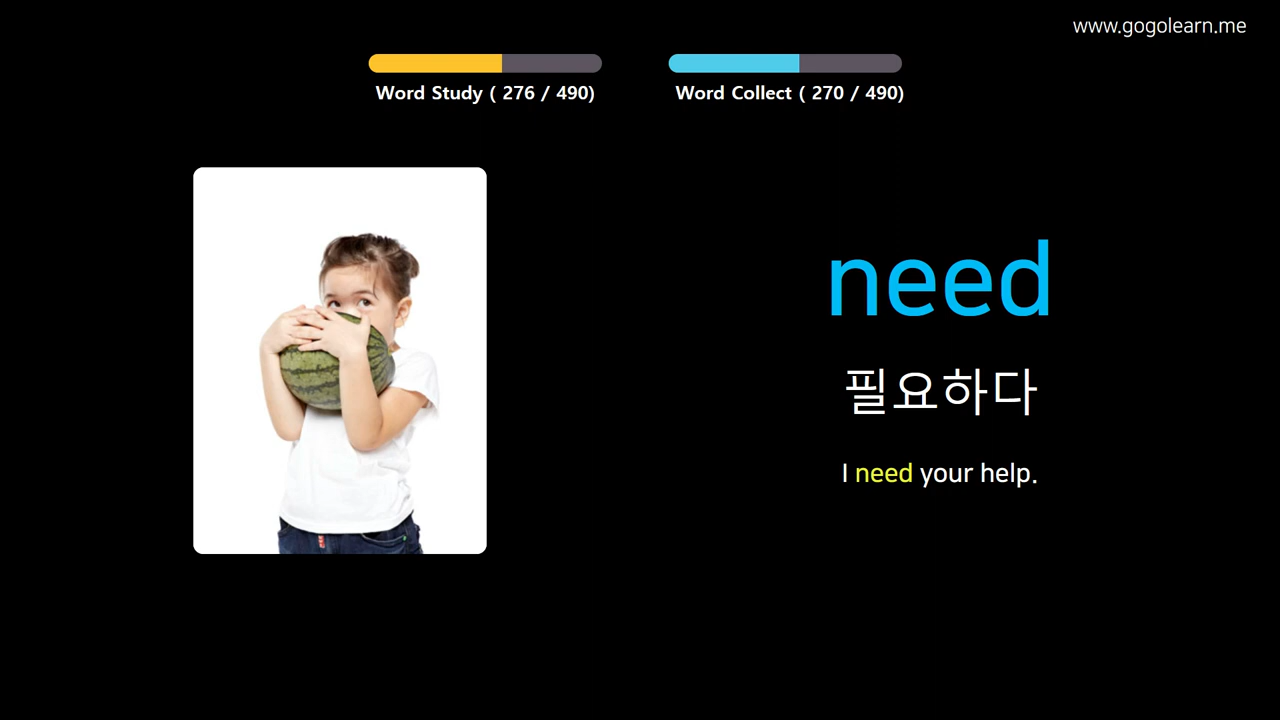 www.gogolearn.me
Word Study ( 276 / 490)
Word Collect ( 270 / 490)
need
필요하다
I need your help.